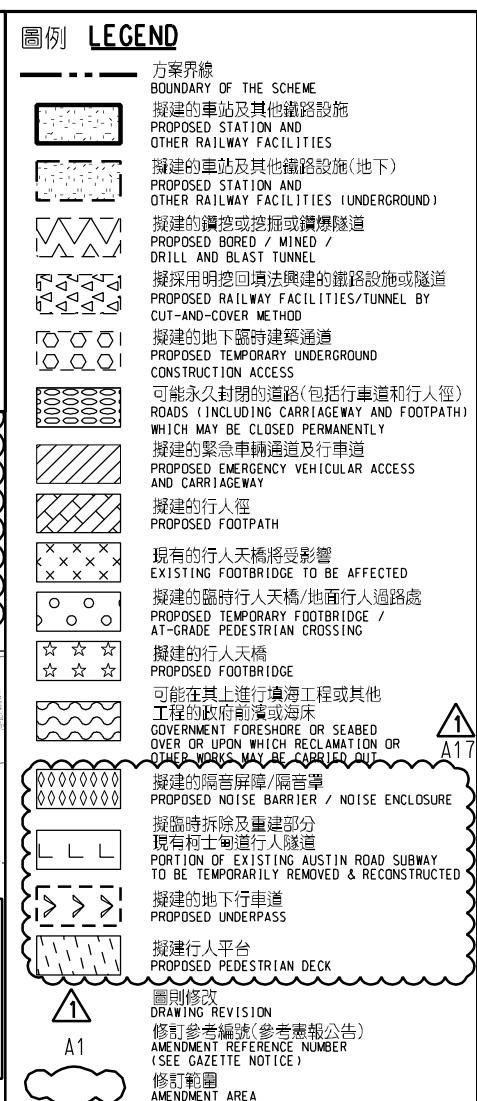 圖例 LEGEND
方案界線
BOUNDARY OF THE SCHEME
擬建的車站及其他鐵路設施
PROPOSED STATION AND
OTHER RAILWAY FACILITIES
擬建的車站及其他鐵路設施(地下)
PROPOSED STATION AND
OTHER RAILWAY FACILITIES (UNDERGROUND)
擬建的鑽挖或挖掘或鑽爆隧道
PROPOSED BORED / MINED /
DRILL AND BLAST TUNNEL
擬採用明挖回填法興建的鐵路設施或隧道
PROPOSED RAILWAY FACILITIES/TUNNEL BY
CUT-AND-COVER METHOD
擬建的地下臨時建築通道
PROPOSED TEMPORARY UNDERGROUND
CONSTRUCTION ACCESS
可能永久封閉的道路(包括行車道和行人徑)
ROADS (INCLUDING CARRIAGEWAY AND FOOTPATH)
WHICH MAY BE CLOSED PERMANENTLY
擬建的緊急車輛通道及行車道
PROPOSED EMERGENCY VEHICULAR ACCESS
AND CARRIAGEWAY
擬建的行人徑
PROPOSED FOOTPATH
現有的行人天橋將受影響
EXISTING FOOTBRIDGE TO BE AFFECTED
擬建的臨時行人天橋/地面行人過路處
PROPOSED TEMPORARY FOOTBRIDGE /
AT-GRADE PEDESTRIAN CROSSING
擬建的行人天橋
PROPOSED FOOTBRIDGE
可能在其上進行填海工程或其他
工程的政府前濱或海床
GOVERNMENT FORESHORE OR SEABED
OVER OR UPON WHICH RECLAMATION OR
OTHER WORKS MAY BE CARRIED OUT
1
A17
擬建的隔音屏障/隔音罩
PROPOSED NOISE BARRIER / NOISE ENCLOSURE
擬臨時拆除及重建部分
現有柯士甸道行人隧道
PORTION OF EXISTING AUSTIN ROAD SUBWAY
TO BE TEMPORARILY REMOVED & RECONSTRUCTED
擬建的地下行車道
PROPOSED UNDERPASS
擬建行人平台
PROPOSED PEDESTRIAN DECK
1
圖則修改
DRAWING REVISION
A1
修訂參考編號(參考憲報公告)
AMENDMENT REFERENCE NUMBER
(SEE GAZETTE NOTICE)
修訂範圍
AMENDMENT AREA